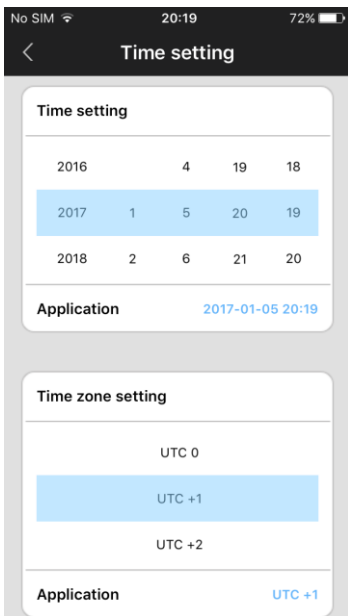 No SIM 20:19 72%
Time setting
Time setting
2016 4 19 18
2017 1 5 20 19
2018 2 6 21 20
Application 2017-01-05 20:19
Time zone setting
UTC 0
UTC +1
UTC +2
Application UTC +1